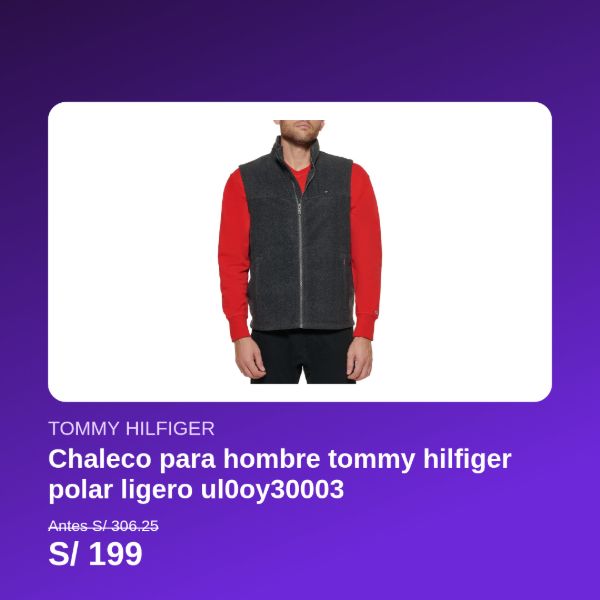 TOMMY HILFIGER
Chaleco para hombre tommy hilfiger
polar ligero ul0oy30003
Antes S/ 306.25
S/ 199